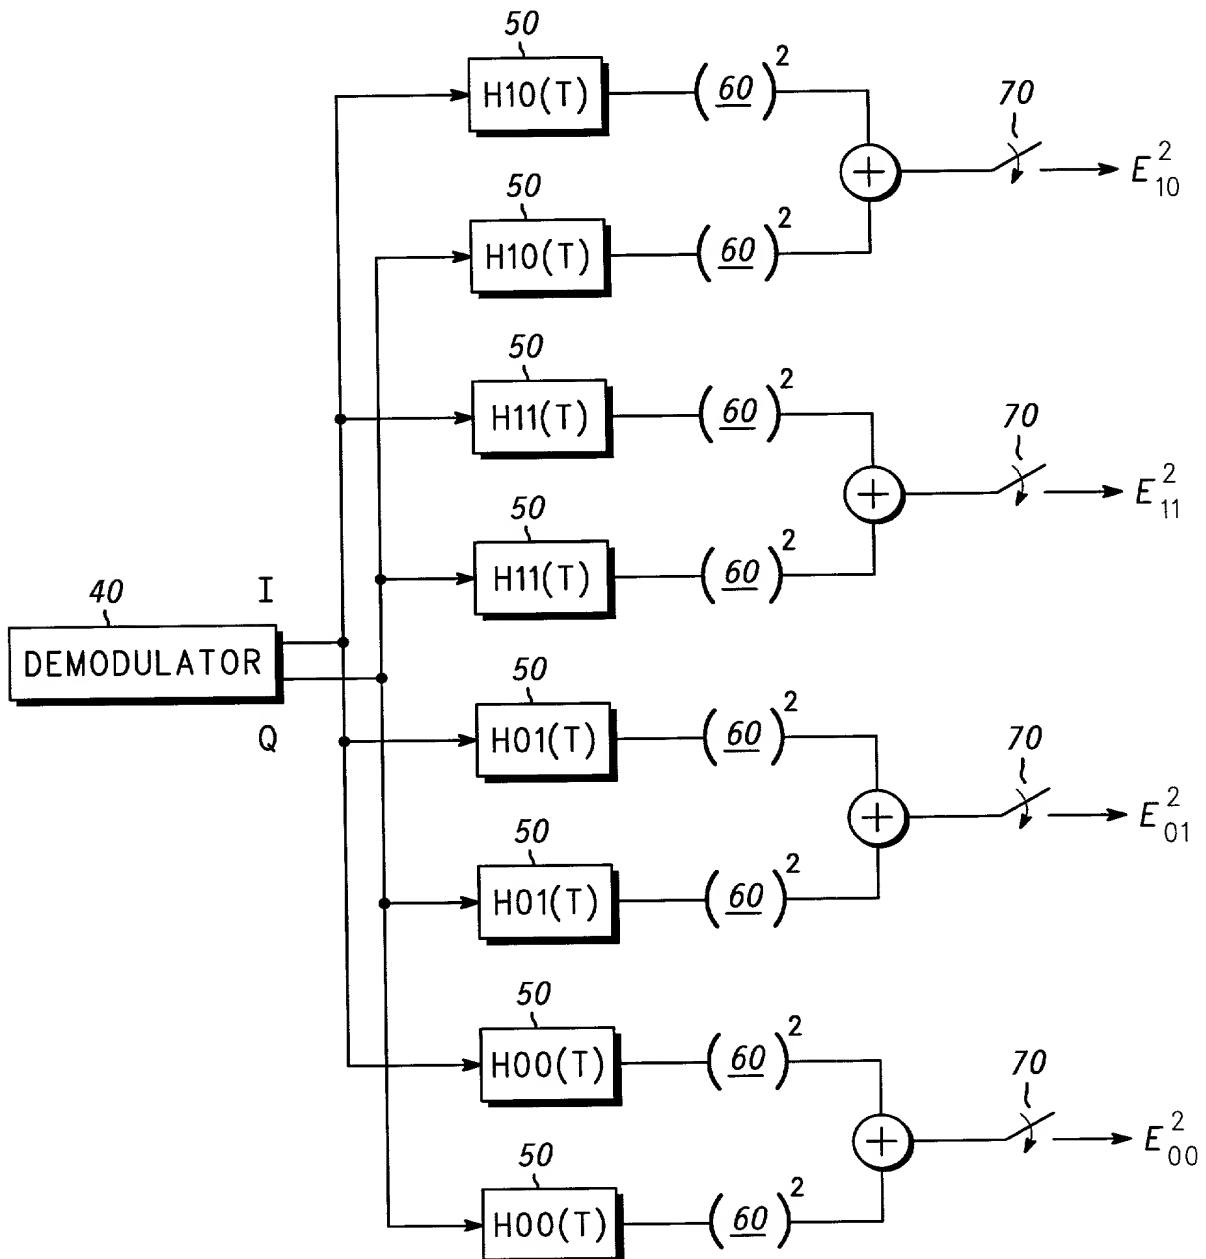 50
H10(T)
(60)²
70
E²₁₀
50
H10(T)
(60)²
50
H11(T)
(60)²
70
E²₁₁
50
H11(T)
(60)²
40
I
DEMODULATOR
Q
50
H01(T)
(60)²
70
E²₀₁
50
H01(T)
(60)²
50
H00(T)
(60)²
70
E²₀₀
50
H00(T)
(60)²